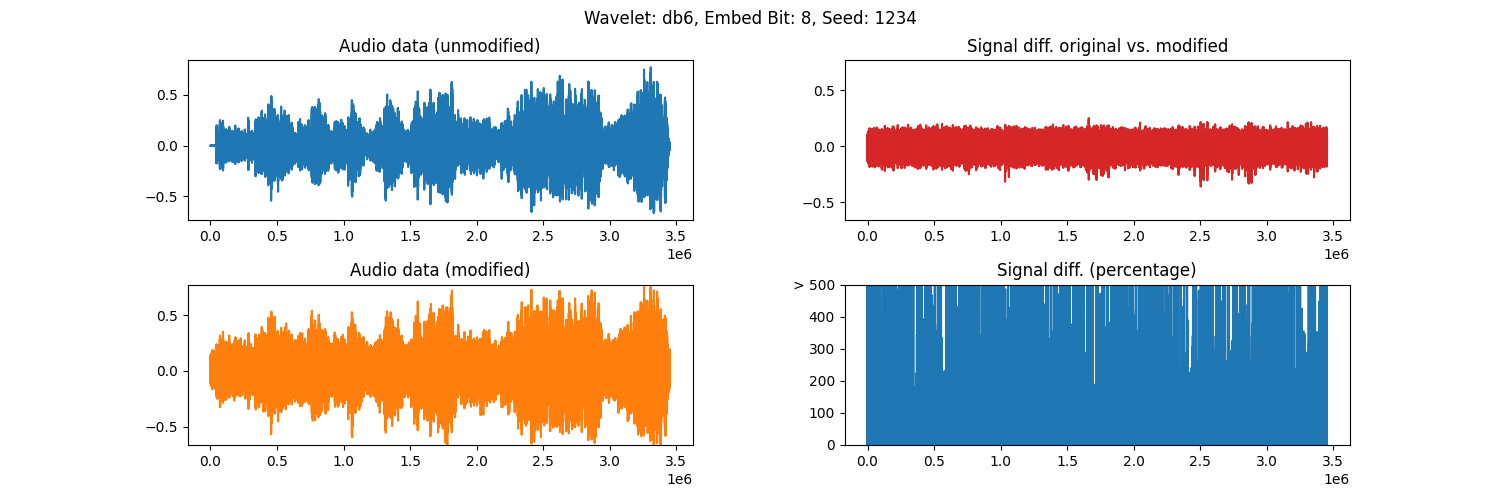 Wavelet: db6, Embed Bit: 8, Seed: 1234
Audio data (unmodified)
0.5
0.0
−0.5
0.0 0.5 1.0 1.5 2.0 2.5 3.0 3.5
1e6
Signal diff. original vs. modified
0.5
0.0
−0.5
0.0 0.5 1.0 1.5 2.0 2.5 3.0 3.5
1e6
Audio data (modified)
0.5
0.0
−0.5
0.0 0.5 1.0 1.5 2.0 2.5 3.0 3.5
1e6
Signal diff. (percentage)
> 500
400
300
200
100
0
0.0 0.5 1.0 1.5 2.0 2.5 3.0 3.5
1e6